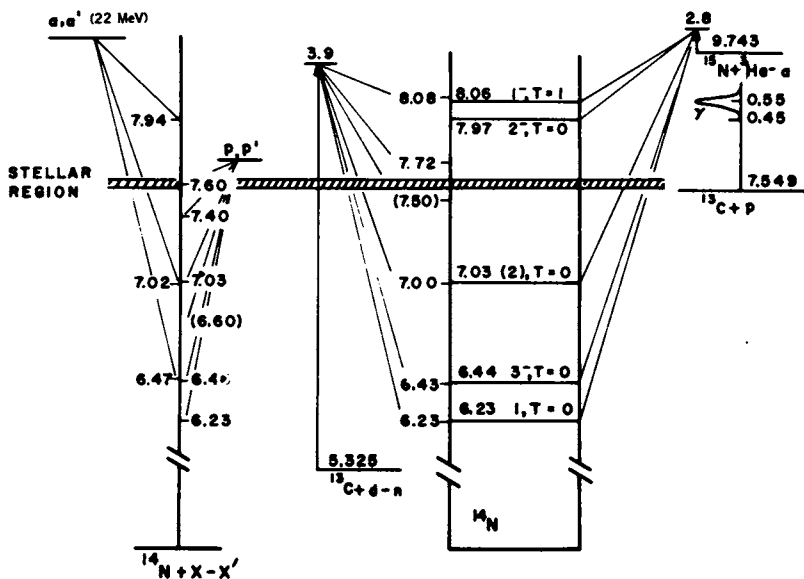 a,a' (22 MeV)
7.94
STELLAR
REGION
p,p'
7.60
7.40
7.02
7.03
(6.60)
6.47
6.23
14N+X-X'
3.9
5.325
13C+d-n
8.08
7.72
(7.50)
7.00
6.43
6.23
8.06 1-,T=1
7.97 2-,T=0
7.03 (2),T=0
6.44 3-,T=0
6.23 1,T=0
14N
2.8
9.743
15N+3He-a
γ
0.55
0.45
7.549
13C+p